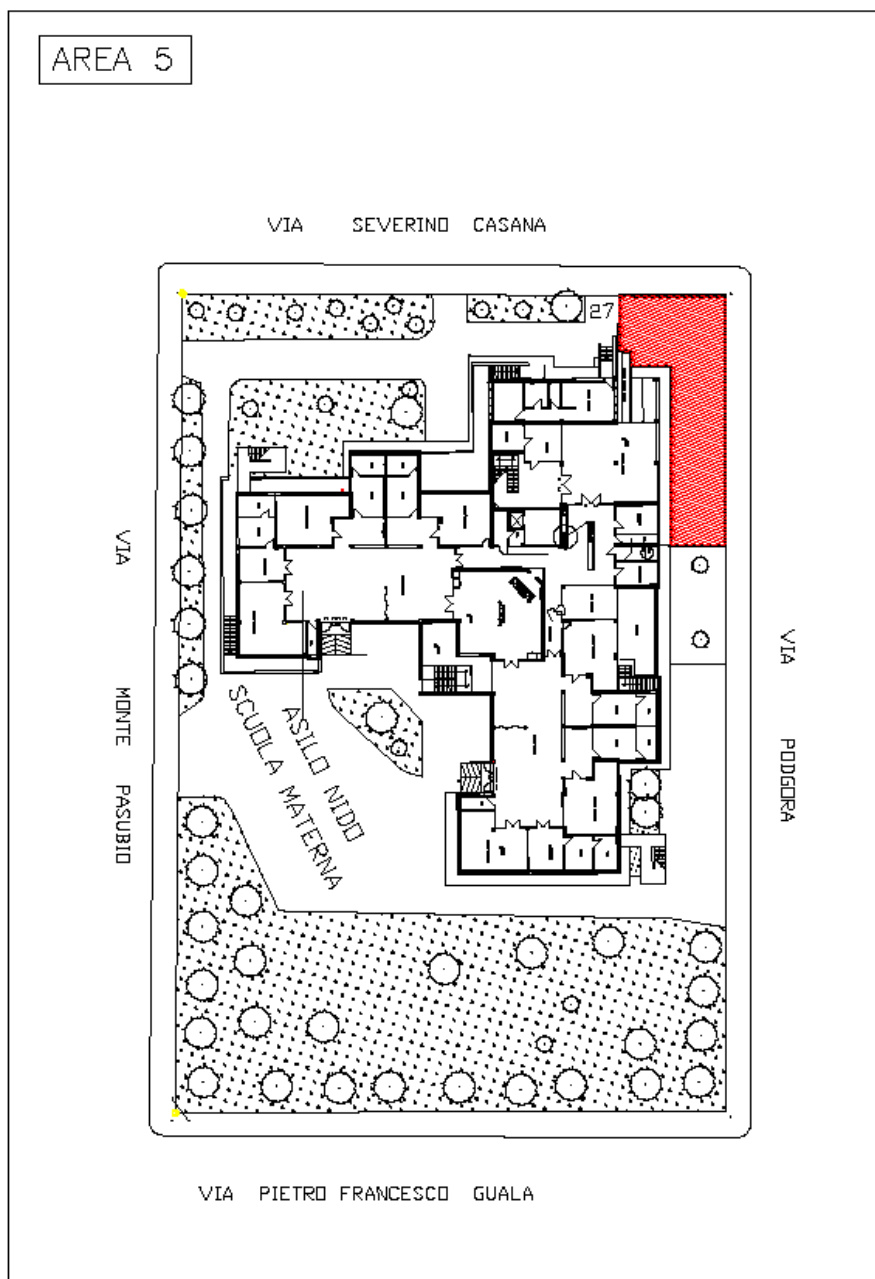 AREA 5
VIA SEVERINO CASANA
27
VIA MONTE PASUBIO
VIA PODGORA
ASILO NIDO
SCUOLA MATERNA
VIA PIETRO FRANCESCO GUALA